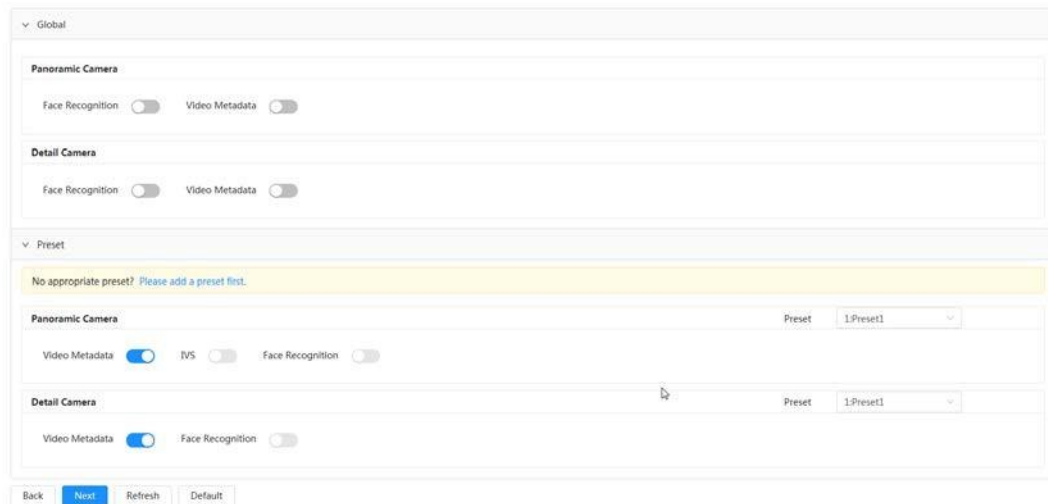 Global
Panoramic Camera
Face Recognition Video Metadata
Detail Camera
Face Recognition Video Metadata
Preset
No appropriate preset? Please add a preset first.
Panoramic Camera Preset 1:Preset1
Video Metadata IVS Face Recognition
Detail Camera Preset 1:Preset1
Video Metadata Face Recognition
Back Next Refresh Default